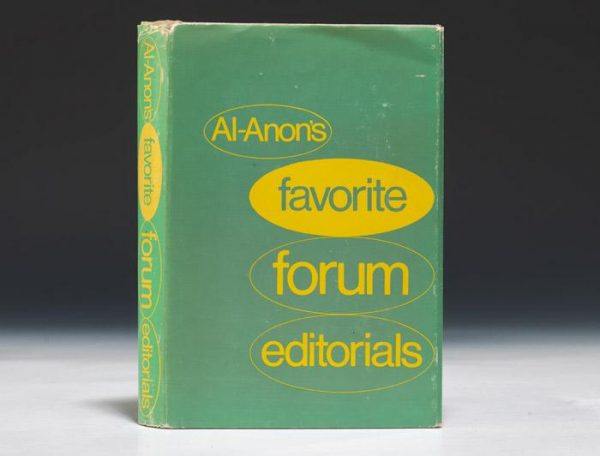 Al-Anon's
favorite
forum
editorials
Al-Anon's favorite forum editorials